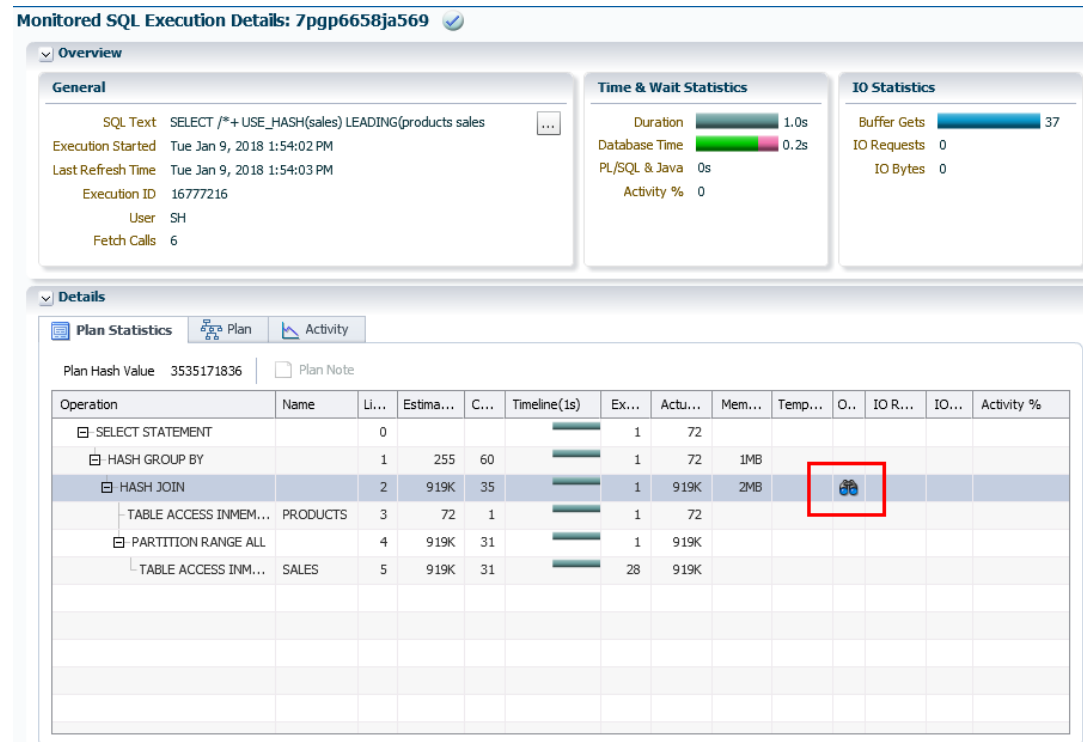 Monitored SQL Execution Details: 7pgp6658ja569
Overview
General
SQL Text SELECT /*+ USE_HASH(sales) LEADING(products sales ...
Execution Started Tue Jan 9, 2018 1:54:02 PM
Last Refresh Time Tue Jan 9, 2018 1:54:03 PM
Execution ID 16777216
User SH
Fetch Calls 6
Time & Wait Statistics
Duration 1.0s
Database Time 0.2s
PL/SQL & Java 0s
Activity % 0
IO Statistics
Buffer Gets 37
IO Requests 0
IO Bytes 0
Details
Plan Statistics Plan Activity
Plan Hash Value 3535171836 Plan Note
Operation Name Li... Estima... C... Timeline(1s) Ex... Actu... Mem... Temp... O.. IO R... IO... Activity %
SELECT STATEMENT 0 1 72
HASH GROUP BY 1 255 60 1 72 1MB
HASH JOIN 2 919K 35 1 919K 2MB
TABLE ACCESS INMEM... PRODUCTS 3 72 1 1 72
PARTITION RANGE ALL 4 919K 31 1 919K
TABLE ACCESS INM... SALES 5 919K 31 28 919K